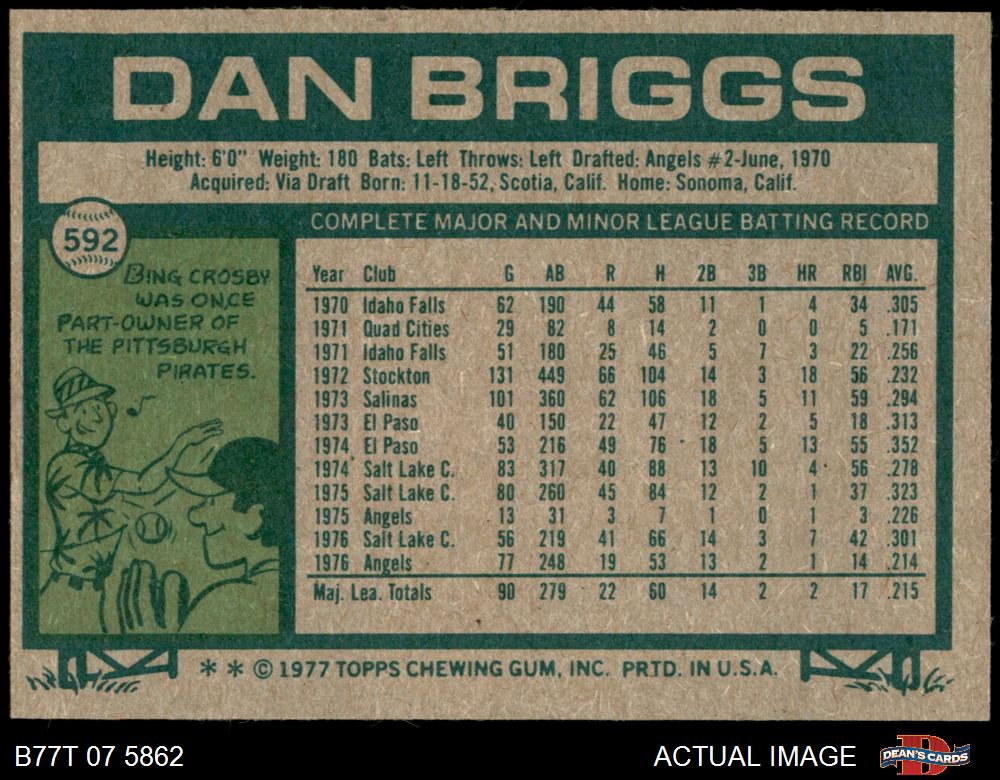 DAN BRIGGS
Height: 6'0" Weight: 180 Bats: Left Throws: Left Drafted: Angels #2-June, 1970
Acquired: Via Draft Born: 11-18-52, Scotia, Calif. Home: Sonoma, Calif.
592
COMPLETE MAJOR AND MINOR LEAGUE BATTING RECORD
BING CROSBY
WAS ONCE
PART-OWNER OF
THE PITTSBURGH
PIRATES.
Year Club G AB R H 2B 3B HR RBI AVG.
1970 Idaho Falls 62 190 44 58 11 1 4 34 .305
1971 Quad Cities 29 82 8 14 2 0 0 5 .171
1971 Idaho Falls 51 180 25 46 5 7 3 22 .256
1972 Stockton 131 449 66 104 14 3 18 56 .232
1973 Salinas 101 360 62 106 18 5 11 59 .294
1973 El Paso 40 150 22 47 12 2 5 18 .313
1974 El Paso 53 216 49 76 18 5 13 55 .352
1974 Salt Lake C. 83 317 40 88 13 10 4 56 .278
1975 Salt Lake C. 80 260 45 84 12 2 1 37 .323
1975 Angels 13 31 3 7 1 0 1 3 .226
1976 Salt Lake C. 56 219 41 66 14 3 7 42 .301
1976 Angels 77 248 19 53 13 2 1 14 .214
Maj. Lea. Totals 90 279 22 60 14 2 2 17 .215
* * © 1977 TOPPS CHEWING GUM, INC. PRTD. IN U.S.A.
B77T 07 5862
ACTUAL IMAGE
DEAN'S CARDS